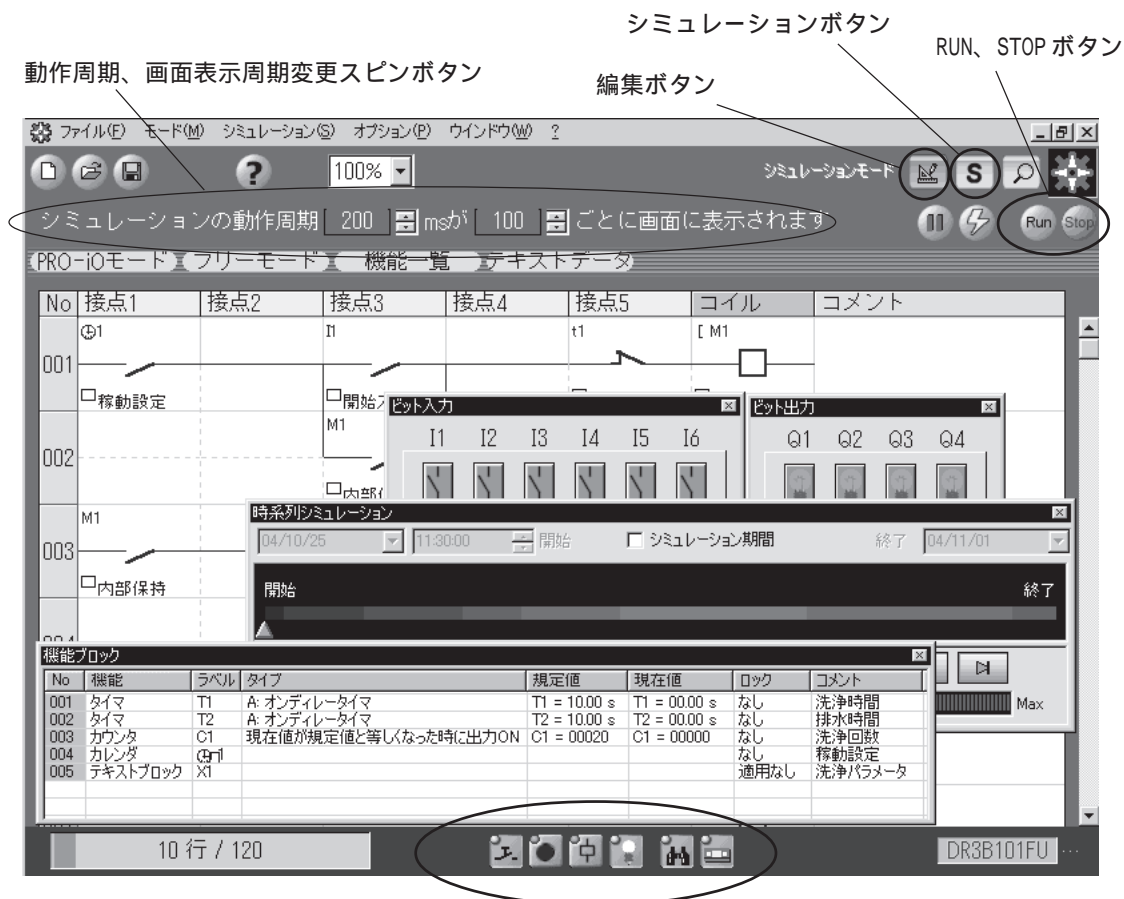 シミュレーションボタン
RUN、STOP ボタン
動作周期、画面表示周期変更スピンボタン
編集ボタン
ファイル(F) モード(M) シミュレーション(S) オプション(P) ウインドウ(W) ?
? 100% シミュレーションモード S
シミュレーションの動作周期[ 200 ]msが[ 100 ]ごとに画面に表示されます Run Stop
PRO-iOモード フリーモード 機能一覧 テキストデータ
No 接点1 接点2 接点3 接点4 接点5 コイル コメント
1 I1 t1 [ M1
001
稼動設定 開始
M1
002
M1
003
内部保持
ビット入力
I1 I2 I3 I4 I5 I6
ビット出力
Q1 Q2 Q3 Q4
時系列シミュレーション
04/10/25 11:30:00 開始 シミュレーション期間 終了 04/11/01
開始 終了
Max
機能ブロック
No 機能 ラベル タイプ 規定値 現在値 ロック コメント
001 タイマ T1 A: オンディレータイマ T1 = 10.00 s T1 = 00.00 s なし 洗浄時間
002 タイマ T2 A: オンディレータイマ T2 = 10.00 s T2 = 00.00 s なし 排水時間
003 カウンタ C1 現在値が規定値と等しくなった時に出力ON C1 = 00020 C1 = 00000 なし 洗浄回数
004 カレンダ なし 稼動設定
005 テキストブロック X1 適用なし 洗浄パラメータ
10 行 / 120
DR3B101FU ...